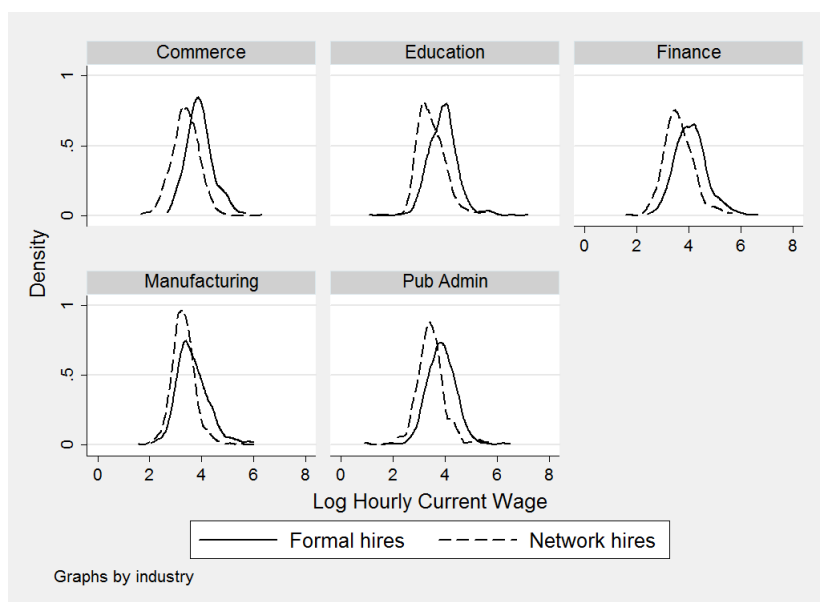 Commerce
Education
Finance
1
.5
0
0 2 4 6 8
Manufacturing
Pub Admin
1
.5
0
0 2 4 6 8
0 2 4 6 8
Density
Log Hourly Current Wage
Formal hires
Network hires
Graphs by industry